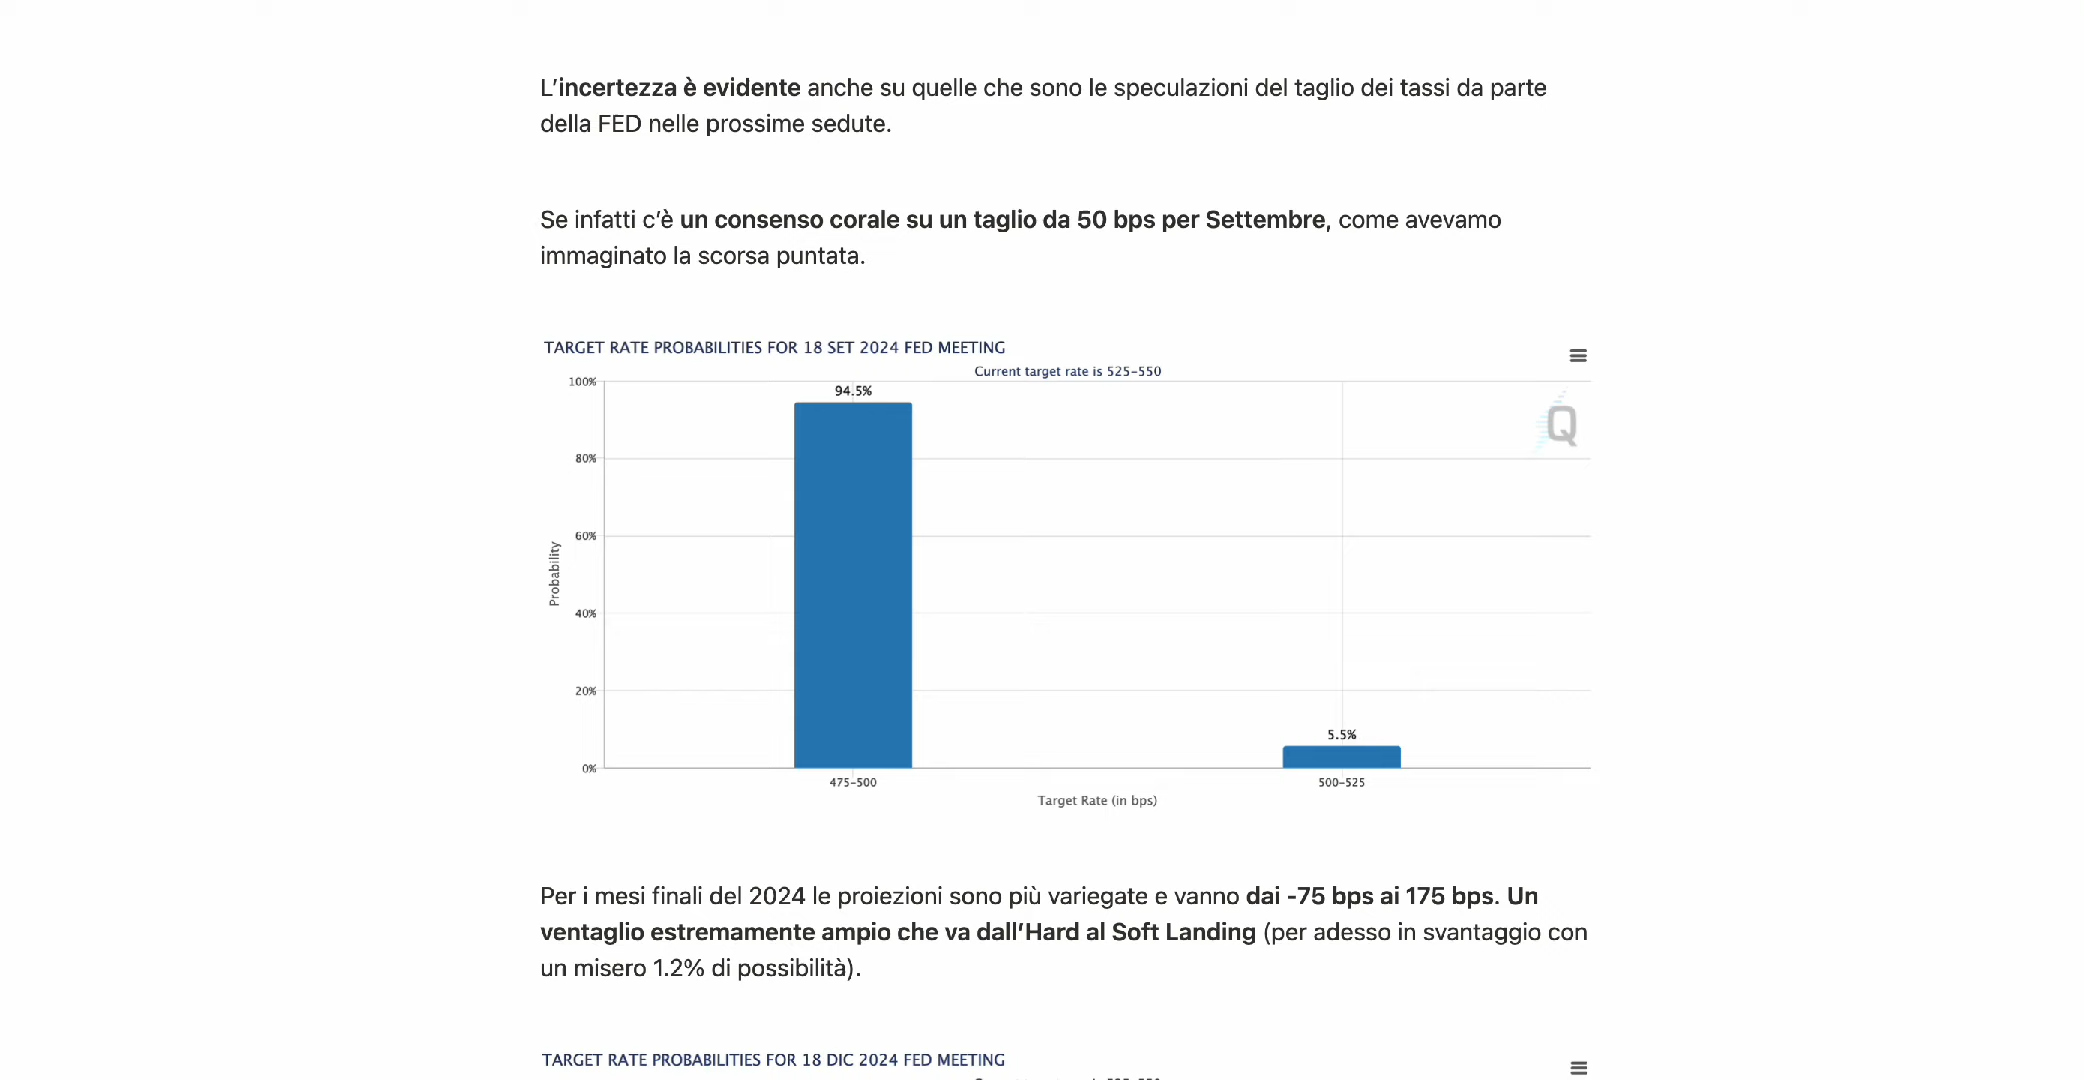 L’incertezza è evidente anche su quelle che sono le speculazioni del taglio dei tassi da parte
della FED nelle prossime sedute.
Se infatti c’è un consenso corale su un taglio da 50 bps per Settembre, come avevamo
immaginato la scorsa puntata.
TARGET RATE PROBABILITIES FOR 18 SET 2024 FED MEETING
Current target rate is 525–550
100%
94.5%
Q
80%
60%
Probability
40%
20%
5.5%
0%
475–500
500–525
Target Rate (in bps)
Per i mesi finali del 2024 le proiezioni sono più variegate e vanno dai -75 bps ai 175 bps. Un
ventaglio estremamente ampio che va dall’Hard al Soft Landing (per adesso in svantaggio con
un misero 1.2% di possibilità).
TARGET RATE PROBABILITIES FOR 18 DIC 2024 FED MEETING